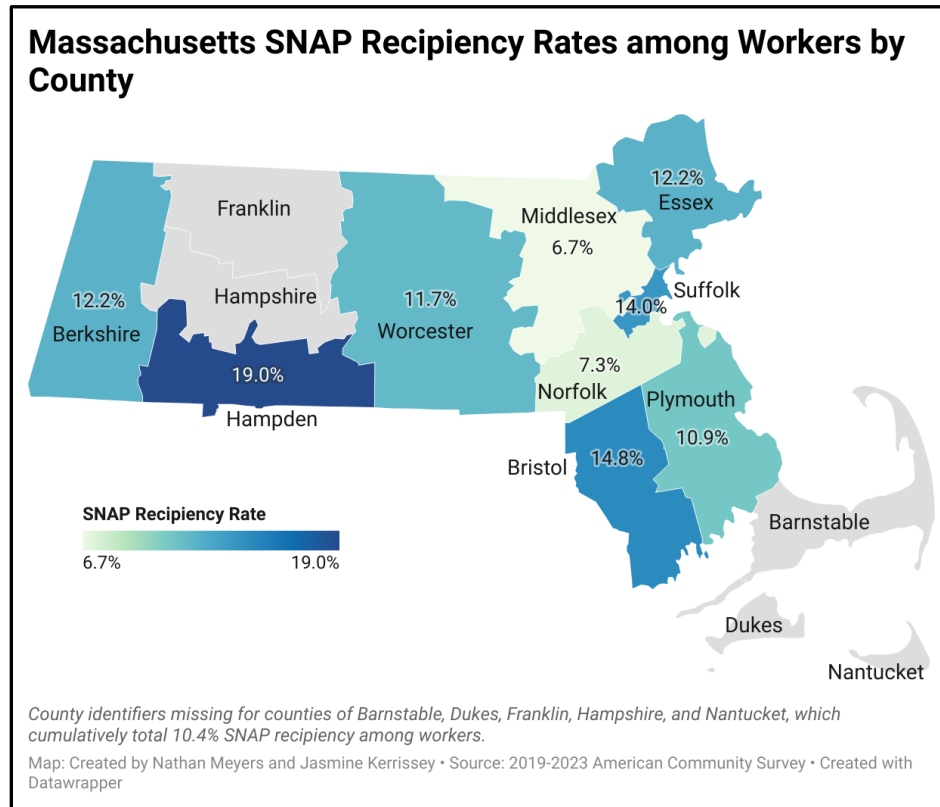 Massachusetts SNAP Recipiency Rates among Workers by
County
12.2%
Essex
Middlesex
6.7%
Franklin
Suffolk
14.0%
Hampshire
12.2%
Berkshire
11.7%
Worcester
19.0%
Hampden
7.3%
Norfolk
Plymouth
10.9%
Bristol
14.8%
SNAP Recipiency Rate
6.7%
19.0%
Barnstable
Dukes
Nantucket
County identifiers missing for counties of Barnstable, Dukes, Franklin, Hampshire, and Nantucket, which
cumulatively total 10.4% SNAP recipiency among workers.
Map: Created by Nathan Meyers and Jasmine Kerrissey • Source: 2019-2023 American Community Survey • Created with
Datawrapper